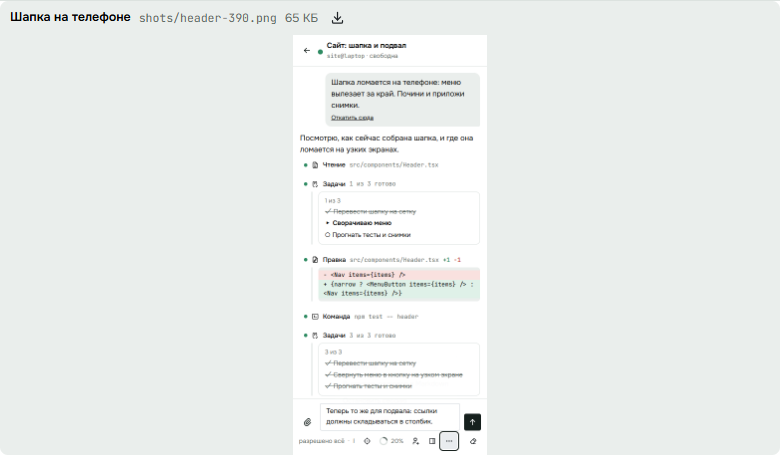 Шапка на телефоне shots/header-390.png 65 КБ
Сайт: шапка и подвал
site@laptop · свободна
Шапка ломается на телефоне: меню
вылезает за край. Почини и приложи
снимки.
Откатить сюда
Посмотрю, как сейчас собрана шапка, и где она
ломается на узких экранах.
Чтение src/components/Header.tsx
Задачи 1 из 3 готово
1 из 3
Перевести шапку на сетку
Сворачиваю меню
Прогнать тесты и снимки
Правка src/components/Header.tsx +1 -1
- <Nav items={items} />
+ {narrow ? <MenuButton items={items} /> :
<Nav items={items} />}
Команда npm test -- header
Задачи 3 из 3 готово
3 из 3
Перевести шапку на сетку
Свернуть меню в кнопку на узком экране
Прогнать тесты и снимки
Теперь то же для подвала: ссылки
должны складываться в столбик.
разрешено всё · 20%